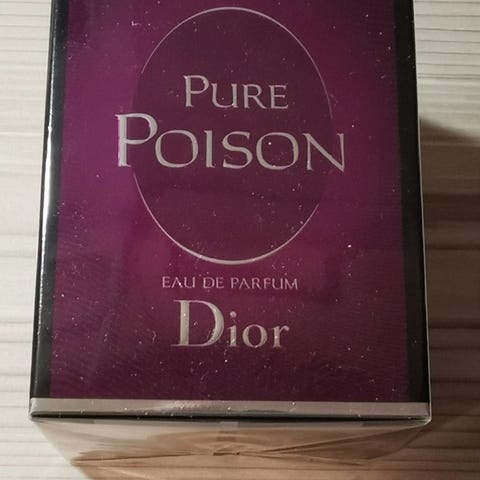 PURE
POISON
EAU DE PARFUM
Dior